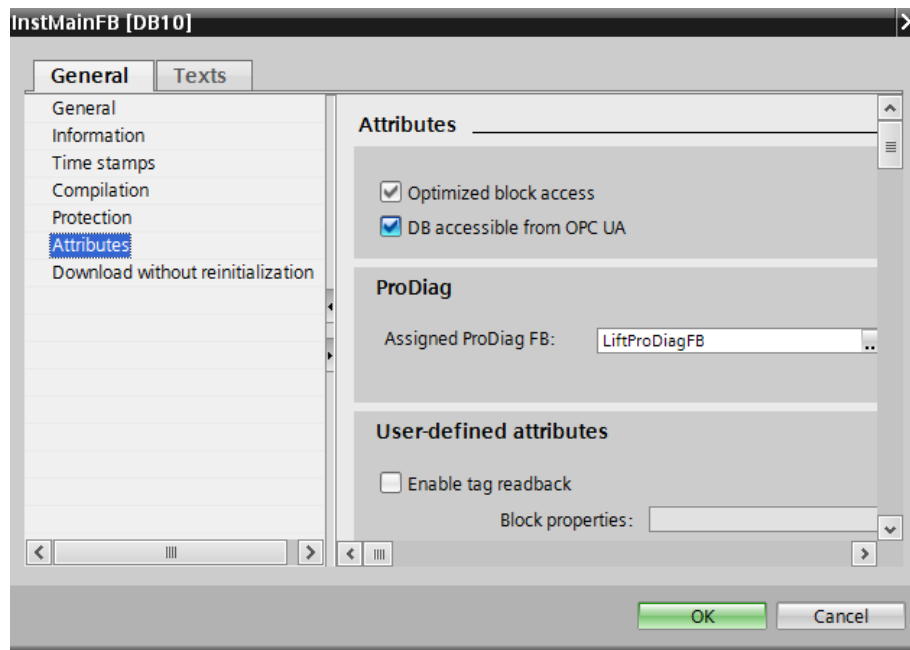 InstMainFB [DB10]
General
Texts
General
Information
Time stamps
Compilation
Protection
Attributes
Download without reinitialization
Attributes
Optimized block access
DB accessible from OPC UA
ProDiag
Assigned ProDiag FB:
LiftProDiagFB
..
User-defined attributes
Enable tag readback
Block properties:
OK
Cancel